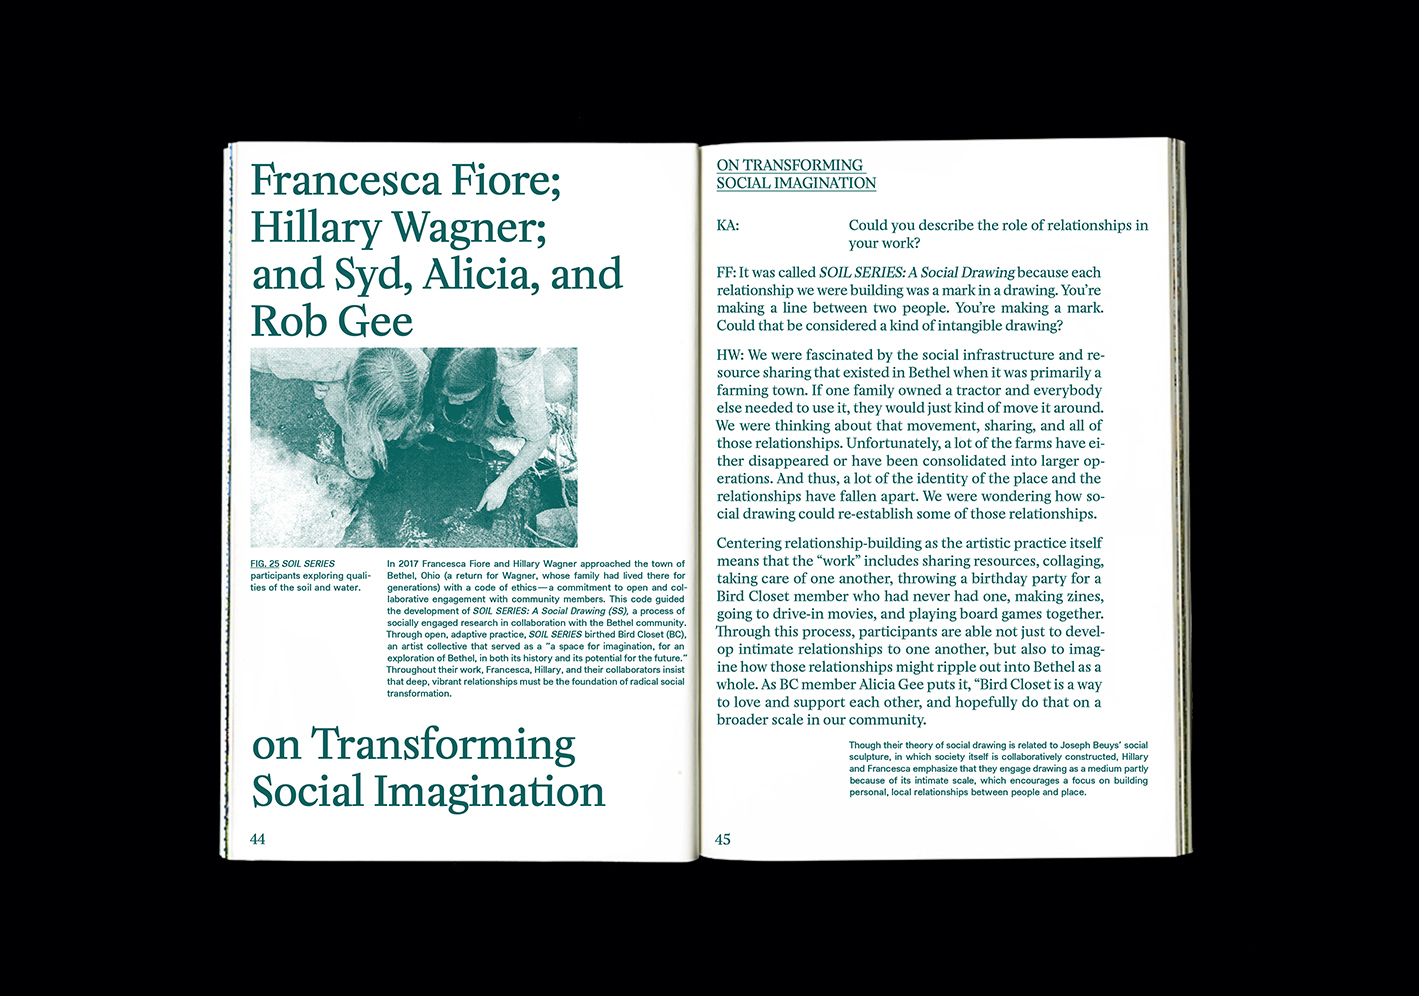 Francesca Fiore;
Hillary Wagner;
and Syd, Alicia, and
Rob Gee
FIG. 25 SOIL SERIES
participants exploring quali-
ties of the soil and water.
In 2017 Francesca Fiore and Hillary Wagner approached the town of
Bethel, Ohio (a return for Wagner, whose family had lived there for
generations) with a code of ethics—a commitment to open and col-
laborative engagement with community members. This code guided
the development of SOIL SERIES: A Social Drawing (SS), a process of
socially engaged research in collaboration with the Bethel community.
Through open, adaptive practice, SOIL SERIES birthed Bird Closet (BC),
an artist collective that served as a “a space for imagination, for an
exploration of Bethel, in both its history and its potential for the future.”
Throughout their work, Francesca, Hillary, and their collaborators insist
that deep, vibrant relationships must be the foundation of radical social
transformation.
on Transforming
Social Imagination
44
ON TRANSFORMING
SOCIAL IMAGINATION
KA: Could you describe the role of relationships in
your work?
FF: It was called SOIL SERIES: A Social Drawing because each
relationship we were building was a mark in a drawing. You’re
making a line between two people. You’re making a mark.
Could that be considered a kind of intangible drawing?
HW: We were fascinated by the social infrastructure and re-
source sharing that existed in Bethel when it was primarily a
farming town. If one family owned a tractor and everybody
else needed to use it, they would just kind of move it around.
We were thinking about that movement, sharing, and all of
those relationships. Unfortunately, a lot of the farms have ei-
ther disappeared or have been consolidated into larger op-
erations. And thus, a lot of the identity of the place and the
relationships have fallen apart. We were wondering how so-
cial drawing could re-establish some of those relationships.
Centering relationship-building as the artistic practice itself
means that the “work” includes sharing resources, collaging,
taking care of one another, throwing a birthday party for a
Bird Closet member who had never had one, making zines,
going to drive-in movies, and playing board games together.
Through this process, participants are able not just to devel-
op intimate relationships to one another, but also to imag-
ine how those relationships might ripple out into Bethel as a
whole. As BC member Alicia Gee puts it, “Bird Closet is a way
to love and support each other, and hopefully do that on a
broader scale in our community.
Though their theory of social drawing is related to Joseph Beuys’ social
sculpture, in which society itself is collaboratively constructed, Hillary
and Francesca emphasize that they engage drawing as a medium partly
because of its intimate scale, which encourages a focus on building
personal, local relationships between people and place.
45